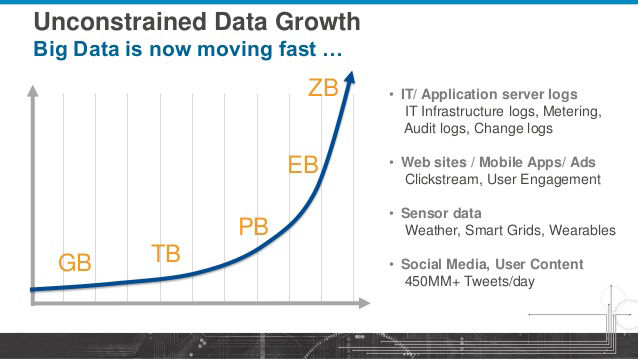 Unconstrained Data Growth
Big Data is now moving fast …
ZB
EB
PB
TB
GB
• IT/ Application server logs
IT Infrastructure logs, Metering,
Audit logs, Change logs
• Web sites / Mobile Apps/ Ads
Clickstream, User Engagement
• Sensor data
Weather, Smart Grids, Wearables
• Social Media, User Content
450MM+ Tweets/day